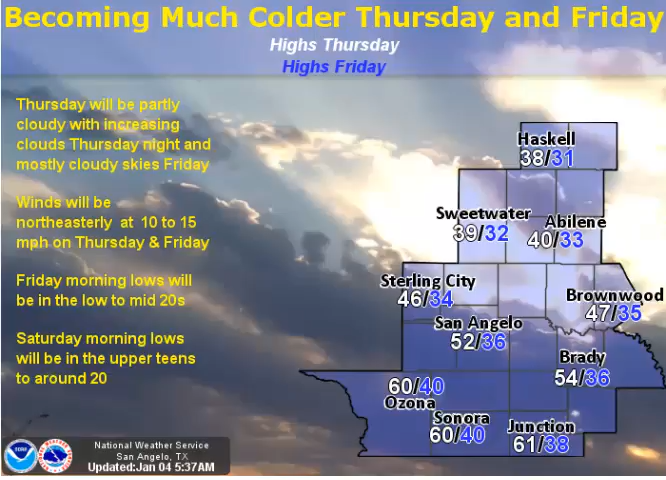 Becoming Much Colder Thursday and Friday
Highs Thursday
Highs Friday
Thursday will be partly
cloudy with increasing
clouds Thursday night and
mostly cloudy skies Friday
Winds will be
northeasterly at 10 to 15
mph on Thursday & Friday
Friday morning lows will
be in the low to mid 20s
Saturday morning lows
will be in the upper teens
to around 20
Haskell
38/31
Sweetwater
39/32
Abilene
40/33
Sterling City
46/34
Brownwood
47/35
San Angelo
52/36
Brady
54/36
60/40
Ozona
Sonora
60/40
Junction
61/38
National Weather Service
San Angelo, TX
Updated:Jan 04 5:37AM